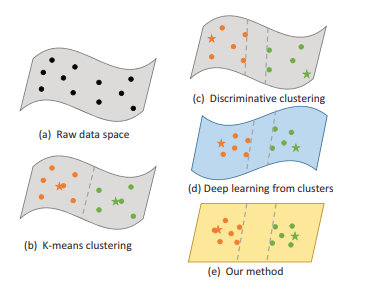 (a) Raw data space
(b) K-means clustering
(c) Discriminative clustering
(d) Deep learning from clusters
(e) Our method